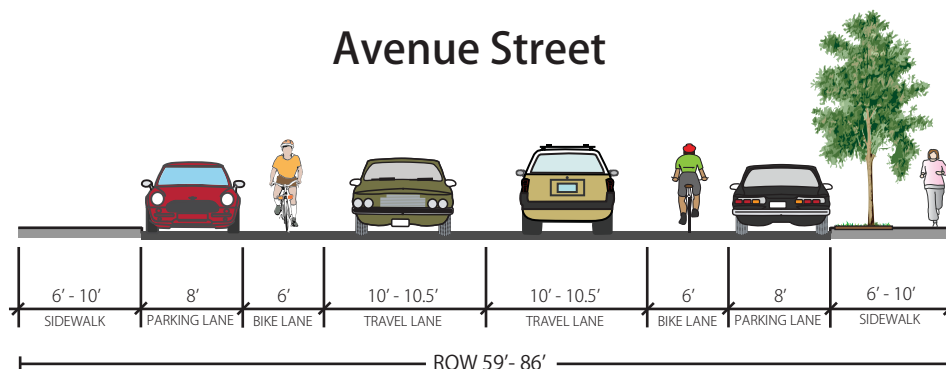 Avenue Street
6’ - 10’ 8’ 6’ 10’ - 10.5’ 10’ - 10.5’ 6’ 8’ 6’ - 10’
SIDEWALK PARKING LANE BIKE LANE TRAVEL LANE TRAVEL LANE BIKE LANE PARKING LANE SIDEWALK
ROW 59’- 86’